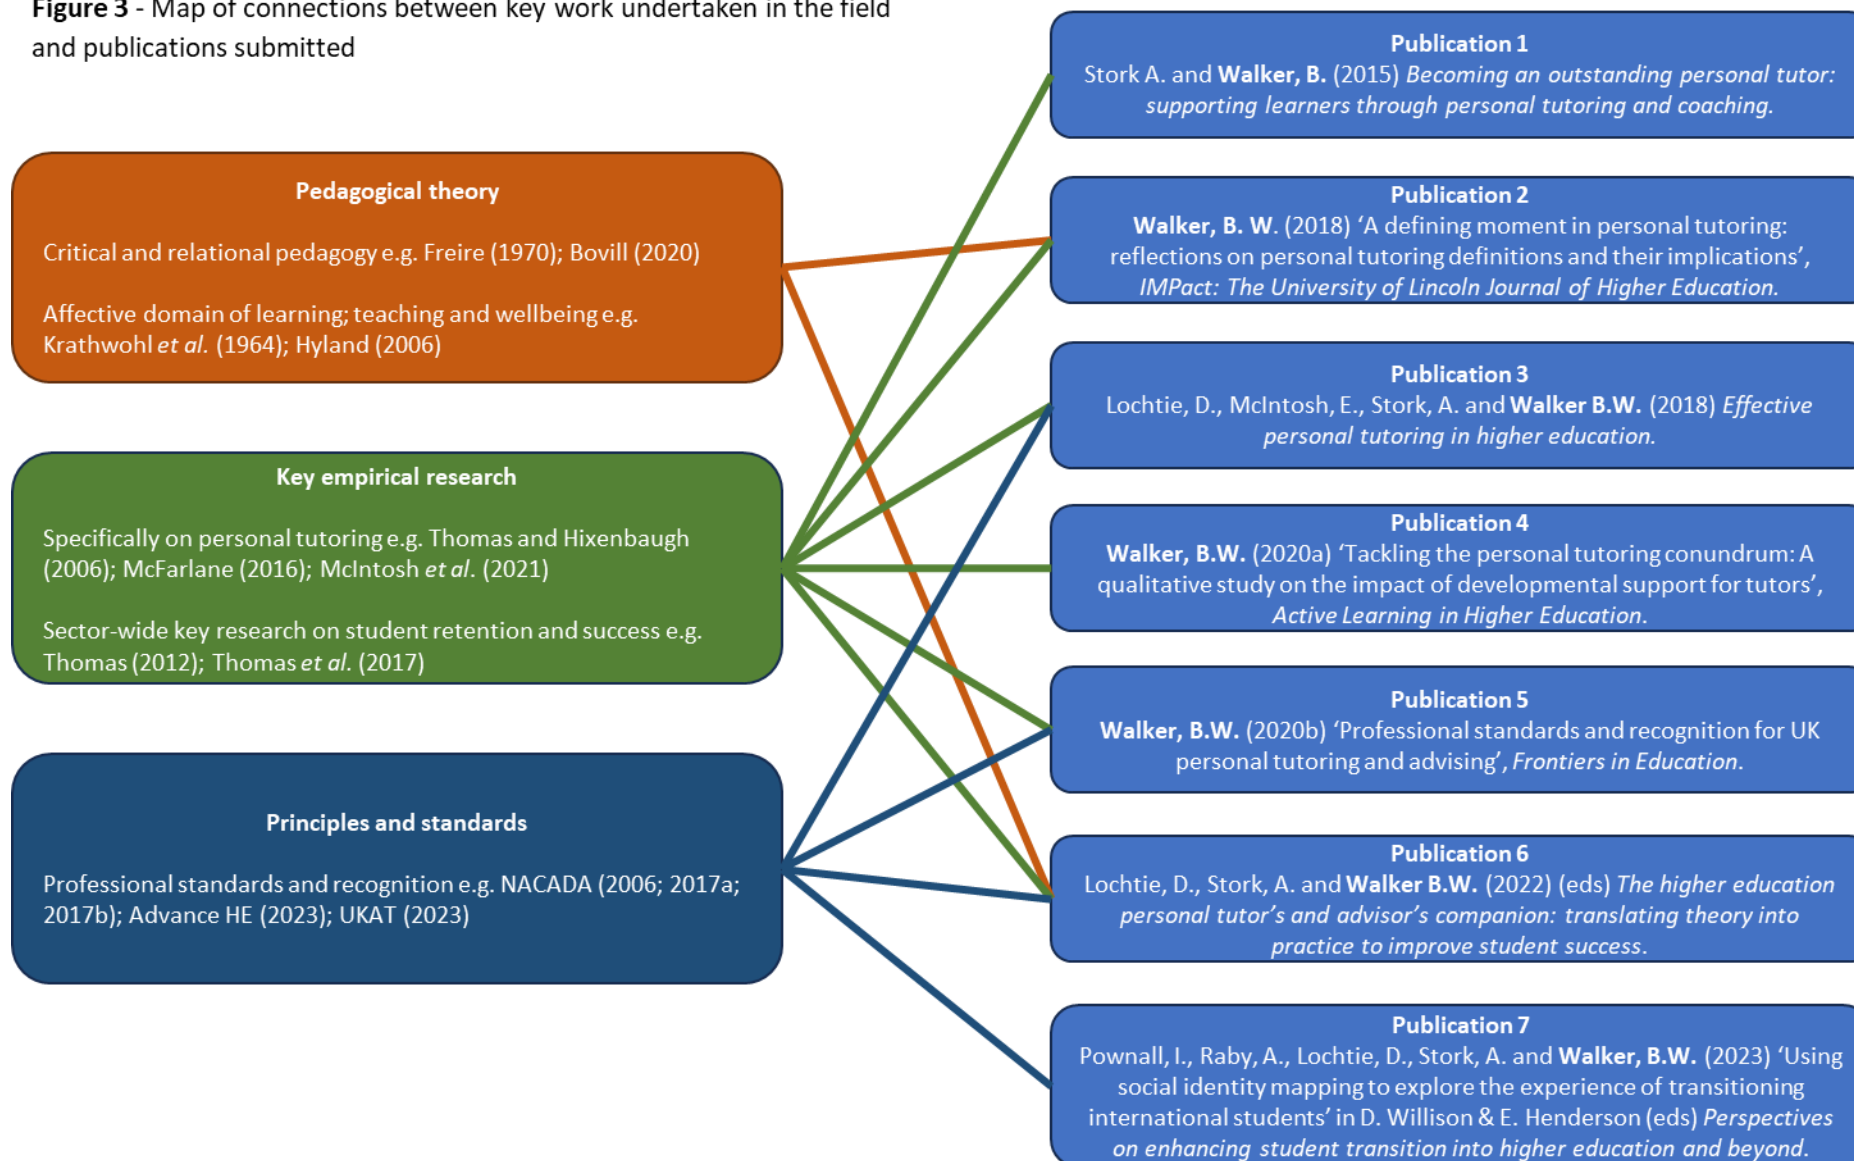 Figure 3 - Map of connections between key work undertaken in the field
and publications submitted
Pedagogical theory
Critical and relational pedagogy e.g. Freire (1970); Bovill (2020)
Affective domain of learning; teaching and wellbeing e.g.
Krathwohl et al. (1964); Hyland (2006)
Key empirical research
Specifically on personal tutoring e.g. Thomas and Hixenbaugh
(2006); McFarlane (2016); McIntosh et al. (2021)
Sector-wide key research on student retention and success e.g.
Thomas (2012); Thomas et al. (2017)
Principles and standards
Professional standards and recognition e.g. NACADA (2006; 2017a;
2017b); Advance HE (2023); UKAT (2023)
Publication 1
Stork A. and Walker, B. (2015) Becoming an outstanding personal tutor:
supporting learners through personal tutoring and coaching.
Publication 2
Walker, B. W. (2018) ‘A defining moment in personal tutoring:
reflections on personal tutoring definitions and their implications’,
IMPact: The University of Lincoln Journal of Higher Education.
Publication 3
Lochtie, D., McIntosh, E., Stork, A. and Walker B.W. (2018) Effective
personal tutoring in higher education.
Publication 4
Walker, B.W. (2020a) ‘Tackling the personal tutoring conundrum: A
qualitative study on the impact of developmental support for tutors’,
Active Learning in Higher Education.
Publication 5
Walker, B.W. (2020b) ‘Professional standards and recognition for UK
personal tutoring and advising’, Frontiers in Education.
Publication 6
Lochtie, D., Stork, A. and Walker B.W. (2022) (eds) The higher education
personal tutor’s and advisor’s companion: translating theory into
practice to improve student success.
Publication 7
Pownall, I., Raby, A., Lochtie, D., Stork, A. and Walker, B.W. (2023) ‘Using
social identity mapping to explore the experience of transitioning
international students’ in D. Willison & E. Henderson (eds) Perspectives
on enhancing student transition into higher education and beyond.